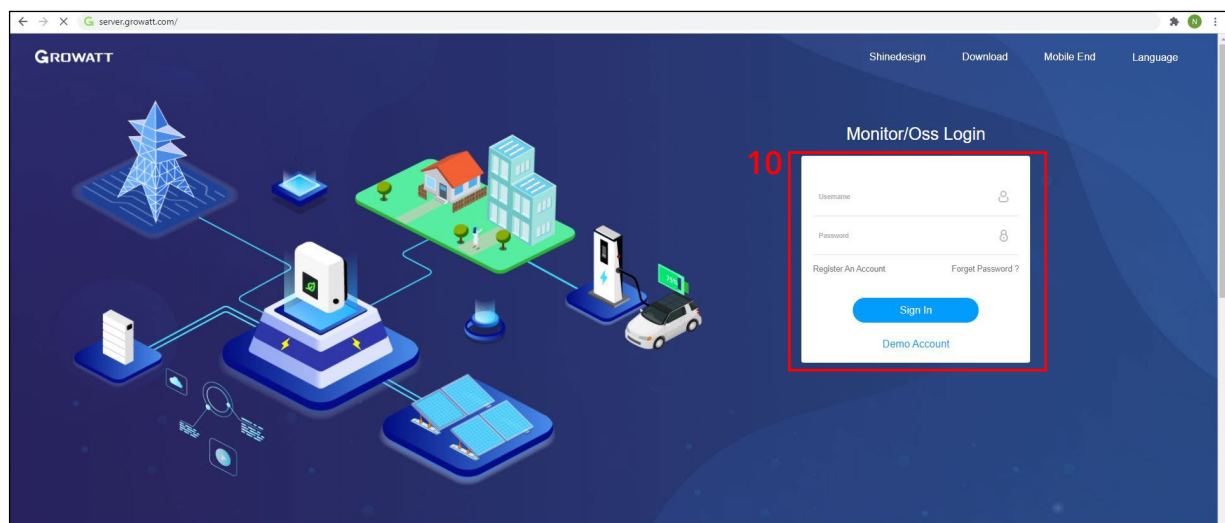 server.growatt.com/
N
GROWATT
Shinedesign Download Mobile End Language
Monitor/Oss Login
10
Username
Password
Register An Account Forget Password ?
Sign In
Demo Account
75%